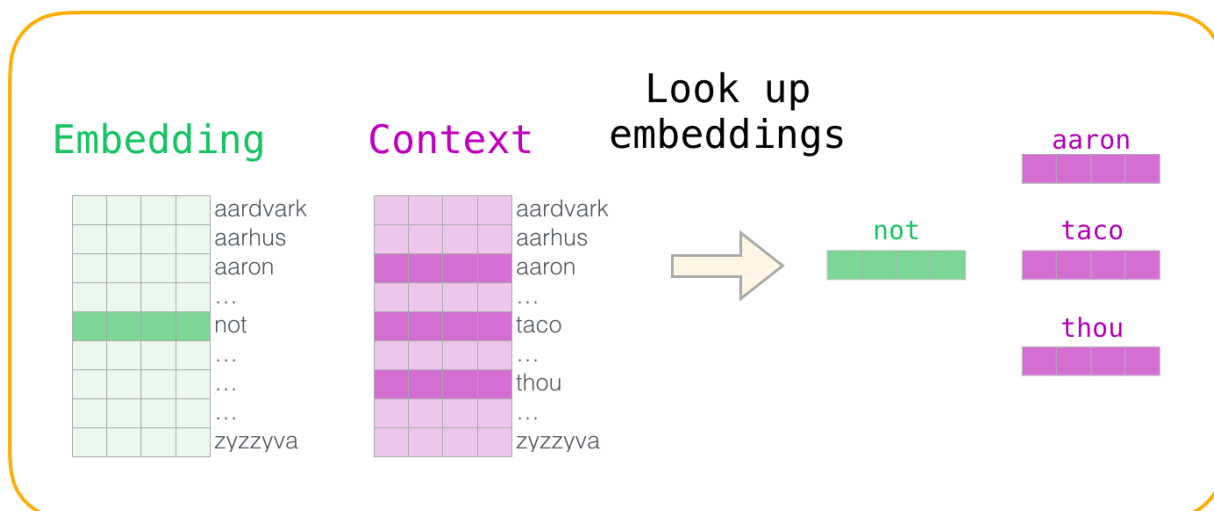 Embedding
aardvark
aarhus
aaron
...
not
...
...
...
zyzzyva
Context
aardvark
aarhus
aaron
...
taco
...
thou
...
zyzzyva
Look up
embeddings
not
aaron
taco
thou